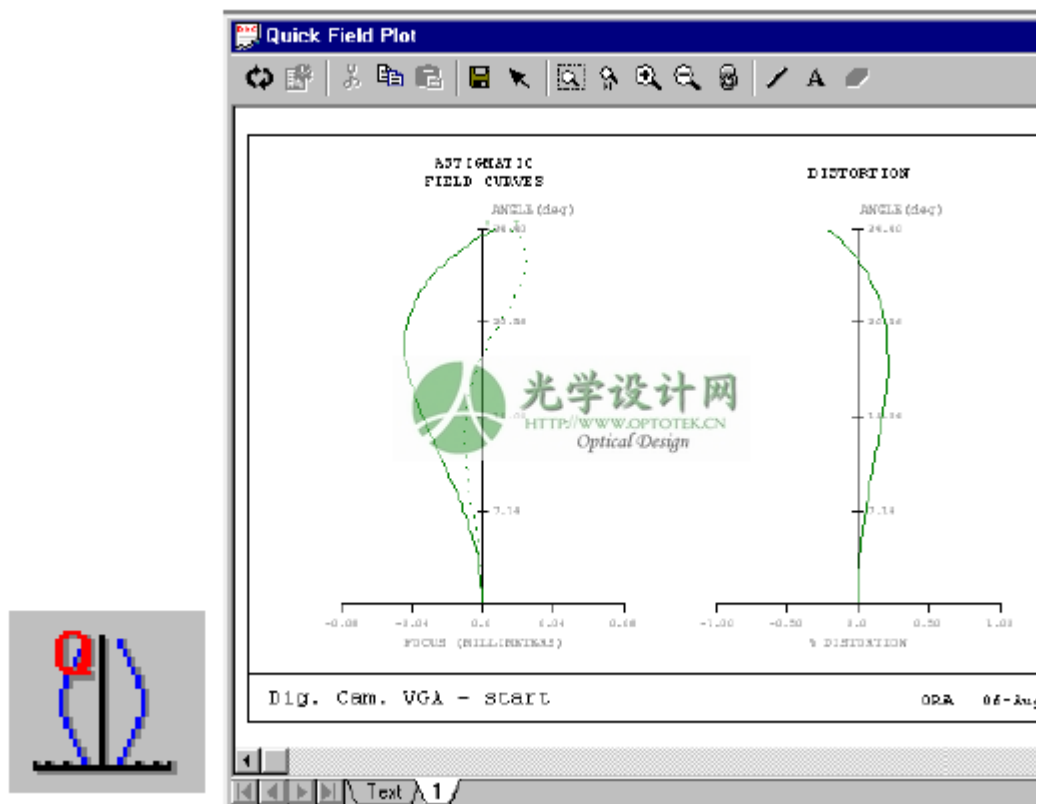 Quick Field Plot
A
ASTIGMATIC
FIELD CURVES
DISTORTION
ANGLE(deg)
ANGLE(deg)
24.40
7.14
7.14
光学设计网
HTTP://WWW.OPTOTEK.CN
Optical Design
-0.08 -0.04 0.0 0.04 0.08
-1.00 -0.50 0.0 0.50 1.00
FOCUS (MILLIMETERS)
% DISTORTION
Dig. Cam. VGA - start
ORA
Q
Text
1